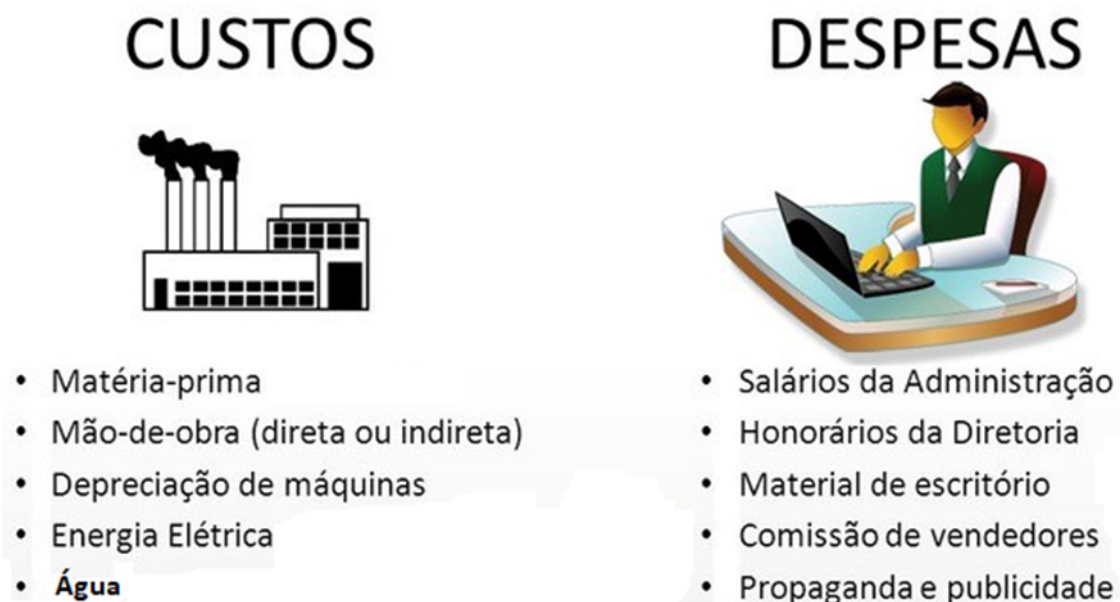 CUSTOS
• Matéria-prima
• Mão-de-obra (direta ou indireta)
• Depreciação de máquinas
• Energia Elétrica
• Água
DESPESAS
• Salários da Administração
• Honorários da Diretoria
• Material de escritório
• Comissão de vendedores
• Propaganda e publicidade